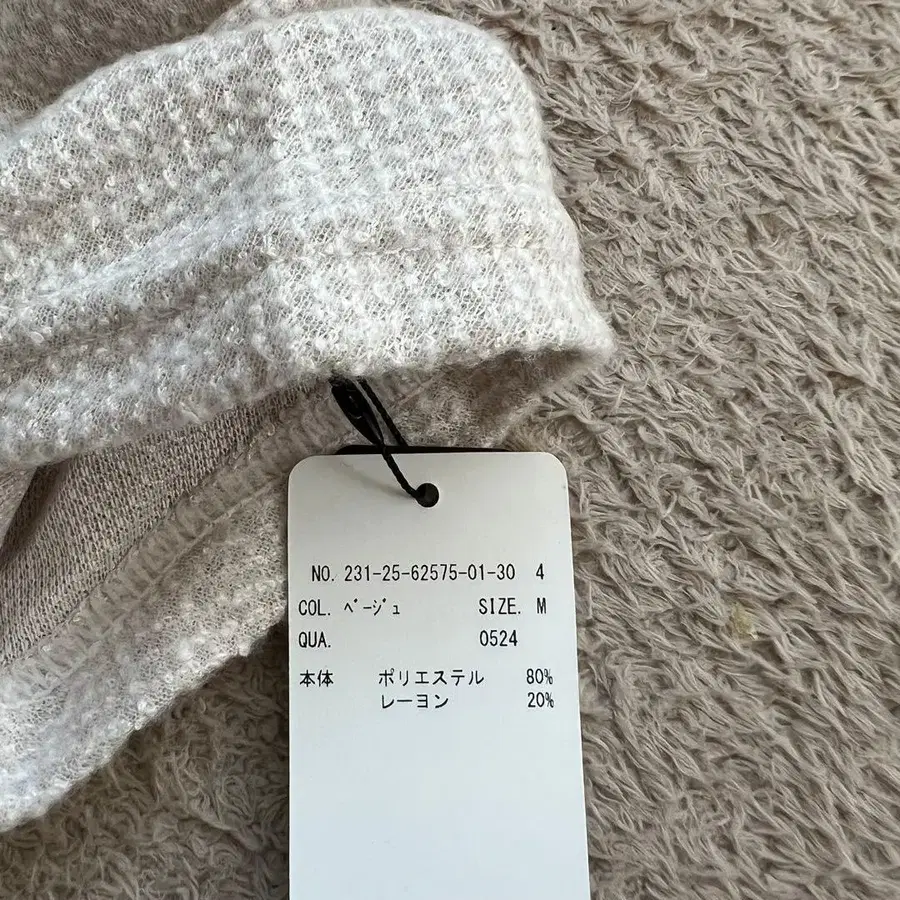 NO. 231-25-62575-01-30 4
COL. ﾍﾞｰｼﾞｭ SIZE. M
QUA. 0524
本体 ポリエステル 80%
レーヨン 20%